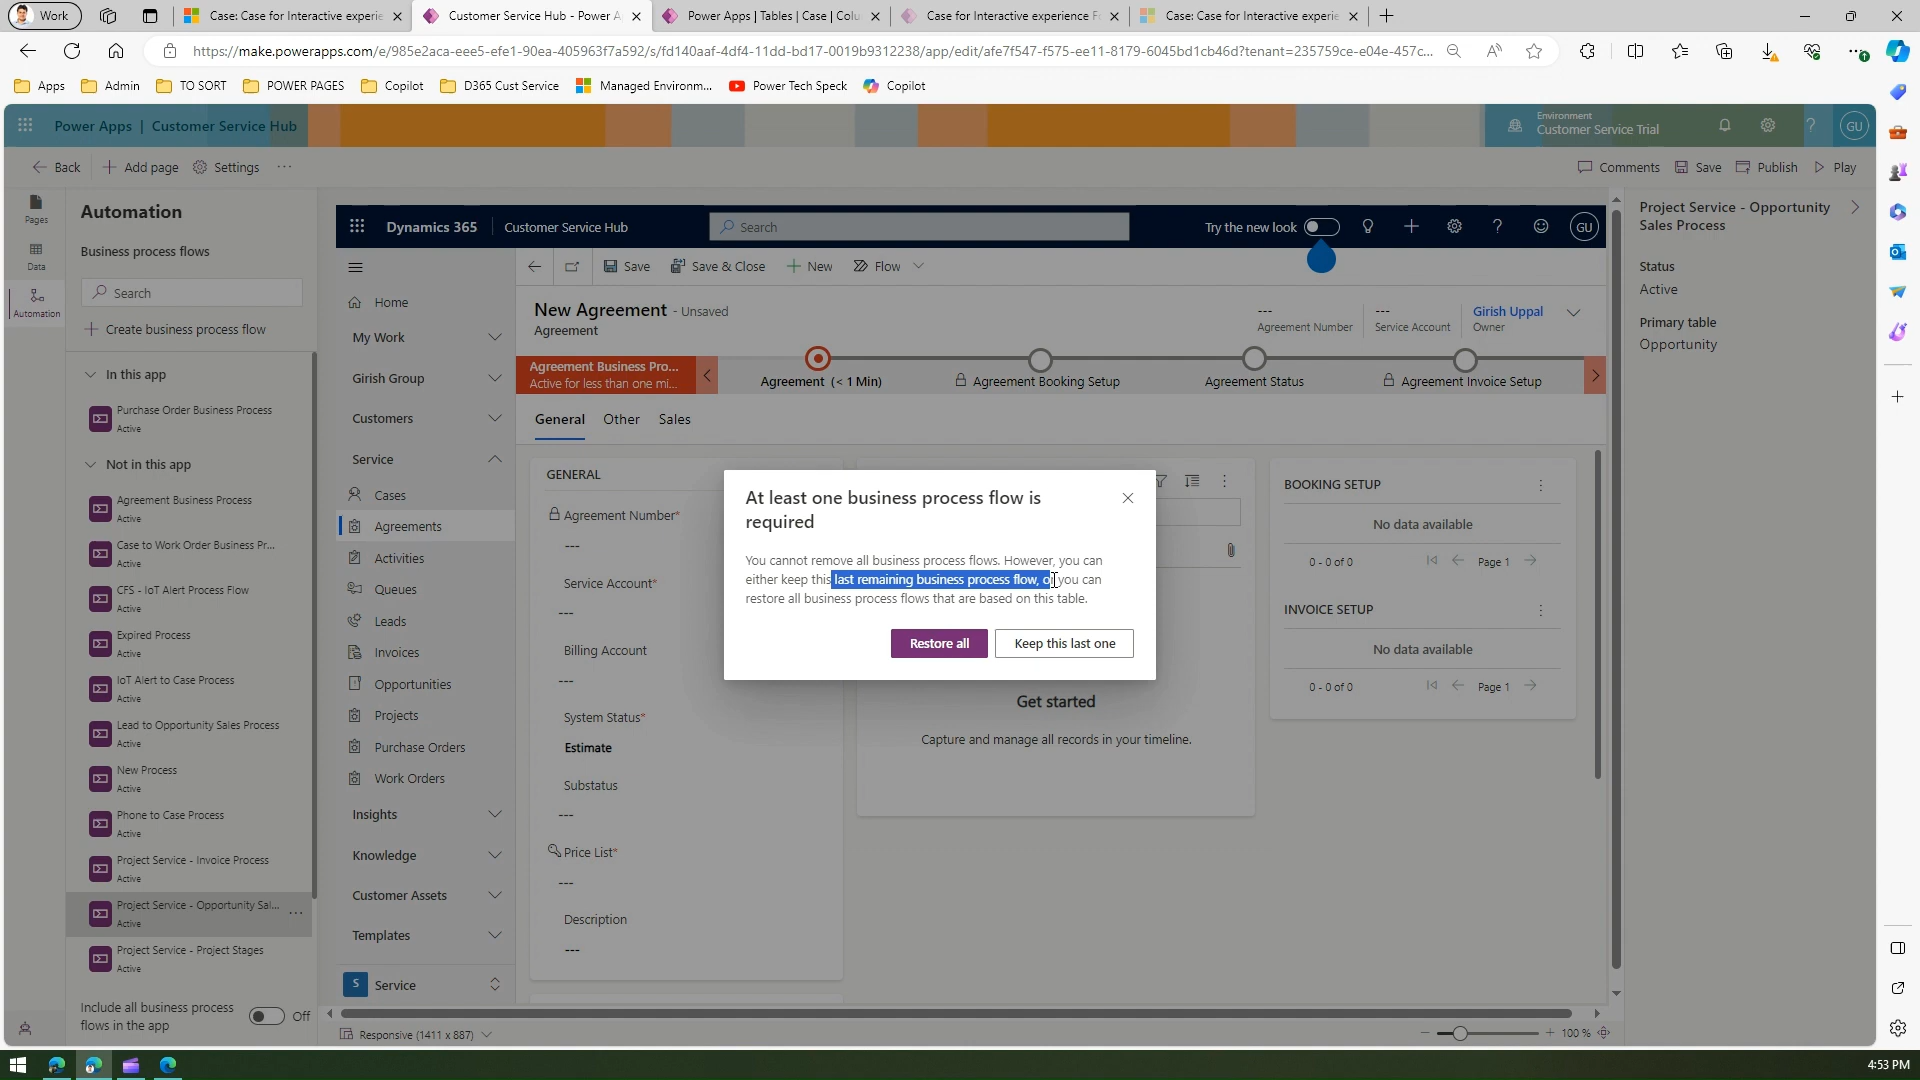 Work
Case: Case for Interactive experie
Customer Service Hub - Power A
Power Apps | Tables | Case | Colu
Case for Interactive experience Fo
Case: Case for Interactive experie
https://make.powerapps.com/e/985e2aca-eee5-efe1-90ea-405963f7a592/s/fd140aaf-4df4-11dd-bd17-0019b9312238/app/edit/afe7f547-f575-ee11-8179-6045bd1cb46d?tenant=235759ce-e04e-457c...
Apps
Admin
TO SORT
POWER PAGES
Copilot
D365 Cust Service
Managed Environm...
Power Tech Speck
Copilot
Power Apps | Customer Service Hub
Environment
Customer Service Trial
GU
Back
Add page
Settings
Comments
Save
Publish
Play
Pages
Data
Automation
Automation
Business process flows
Search
Create business process flow
In this app
Purchase Order Business Process
Active
Not in this app
Agreement Business Process
Active
Case to Work Order Business Pr...
Active
CFS - IoT Alert Process Flow
Active
Expired Process
Active
IoT Alert to Case Process
Active
Lead to Opportunity Sales Process
Active
New Process
Active
Phone to Case Process
Active
Project Service - Invoice Process
Active
Project Service - Opportunity Sal...
Active
Project Service - Project Stages
Active
Include all business process
flows in the app
Off
Dynamics 365
Customer Service Hub
Search
Try the new look
GU
Home
My Work
Girish Group
Customers
Service
Cases
Agreements
Activities
Queues
Leads
Invoices
Opportunities
Projects
Purchase Orders
Work Orders
Insights
Knowledge
Customer Assets
Templates
S
Service
Save
Save & Close
New
Flow
New Agreement - Unsaved
Agreement
---
Agreement Number
---
Service Account
Girish Uppal
Owner
Agreement Business Pro...
Active for less than one mi...
Agreement (< 1 Min)
Agreement Booking Setup
Agreement Status
Agreement Invoice Setup
General
Other
Sales
GENERAL
Agreement Number*
---
Service Account*
---
Billing Account
---
System Status*
Estimate
Substatus
---
Price List*
---
Description
---
At least one business process flow is
required
You cannot remove all business process flows. However, you can
either keep this last remaining business process flow, or you can
restore all business process flows that are based on this table.
Restore all
Keep this last one
Get started
Capture and manage all records in your timeline.
BOOKING SETUP
No data available
0 - 0 of 0
Page 1
INVOICE SETUP
No data available
0 - 0 of 0
Page 1
Responsive (1411 x 887)
100 %
Project Service - Opportunity
Sales Process
Status
Active
Primary table
Opportunity
4:53 PM